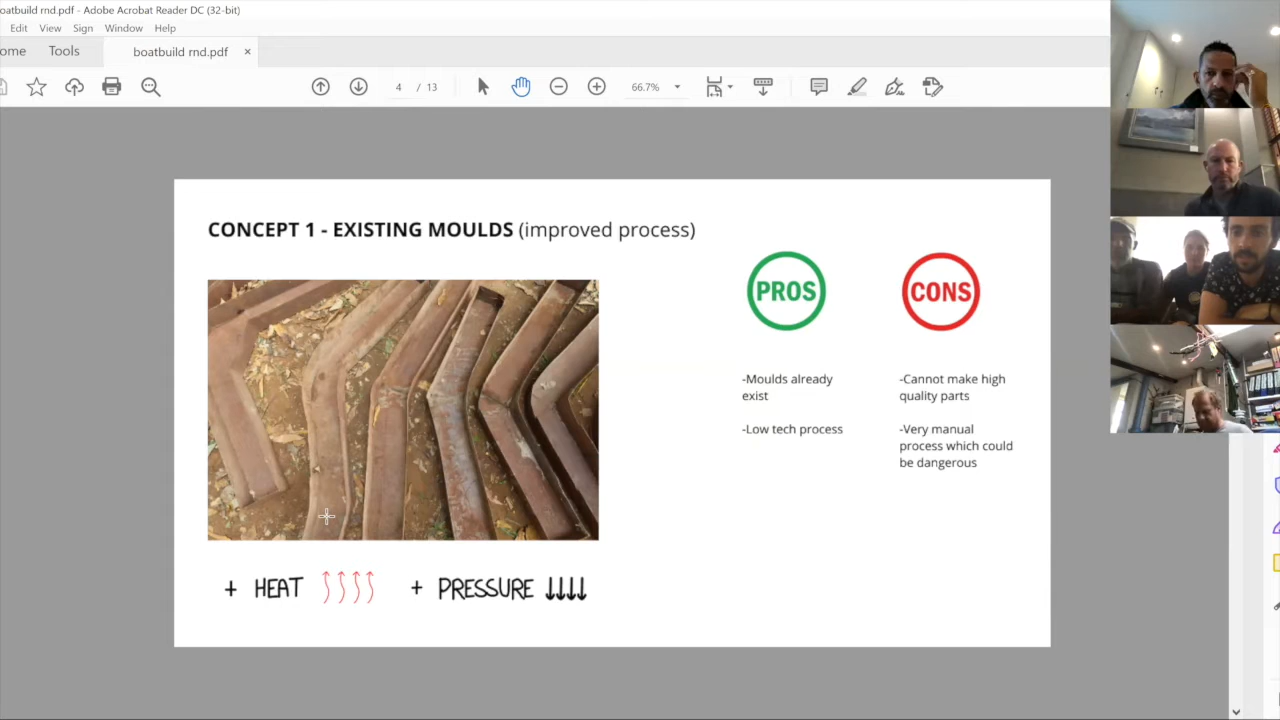 oatbuild rnd.pdf - Adobe Acrobat Reader DC (32-bit)
Edit View Sign Window Help
ome Tools boatbuild rnd.pdf ×
4 / 13 66.7%
CONCEPT 1 - EXISTING MOULDS (improved process)
PROS CONS
-Moulds already
exist
-Low tech process
-Cannot make high
quality parts
-Very manual
process which could
be dangerous
+ HEAT + PRESSURE